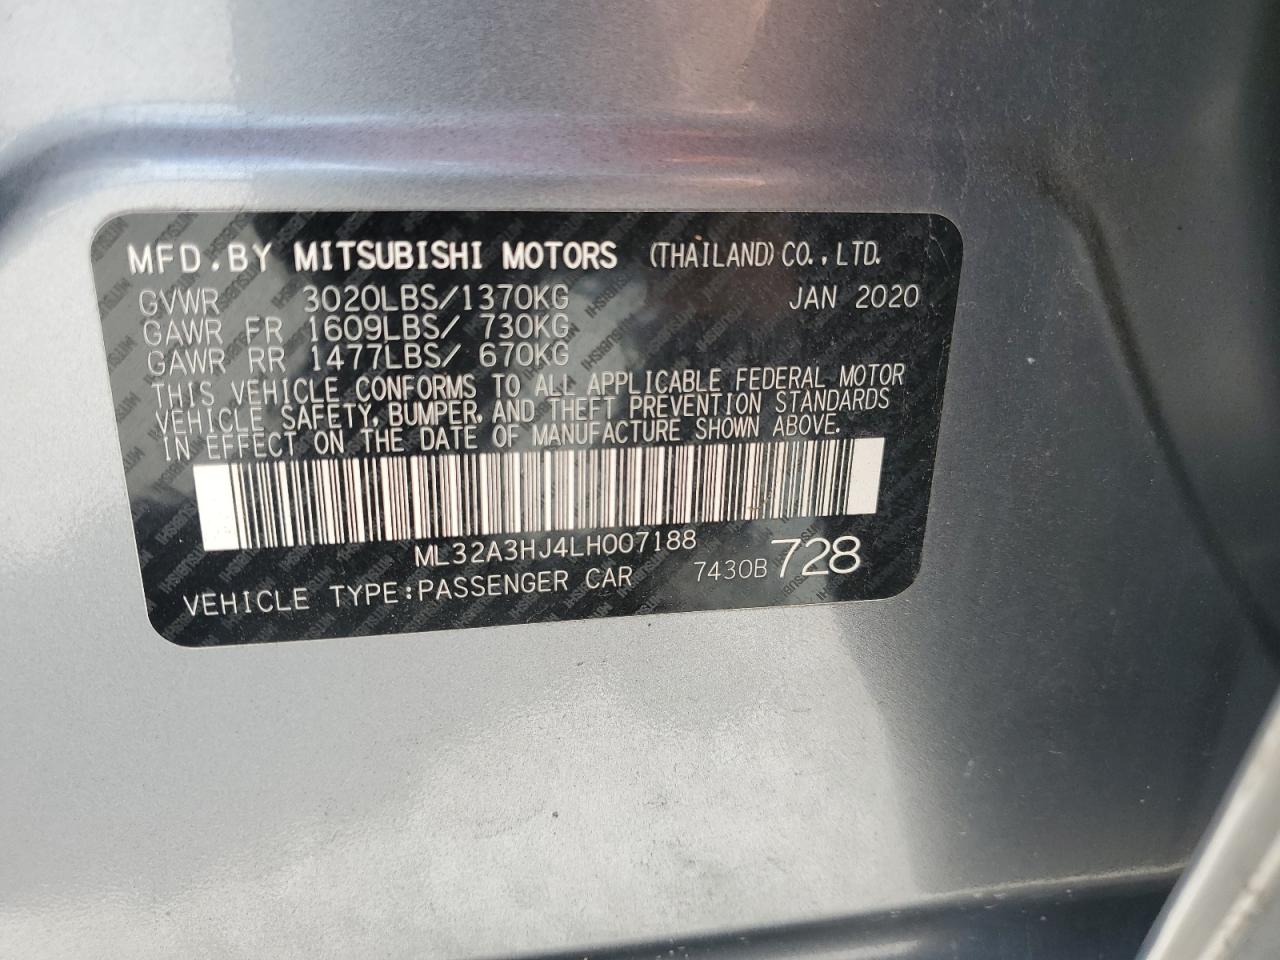 MFD.BY MITSUBISHI MOTORS (THAILAND) CO., LTD.
GVWR 3020LBS/1370KG JAN 2020
GAWR FR 1609LBS/ 730KG
GAWR RR 1477LBS/ 670KG
THIS VEHICLE CONFORMS TO ALL APPLICABLE FEDERAL MOTOR
VEHICLE SAFETY, BUMPER, AND THEFT PREVENTION STANDARDS
IN EFFECT ON THE DATE OF MANUFACTURE SHOWN ABOVE.
ML32A3HJ4LH007188
VEHICLE TYPE:PASSENGER CAR 7430B 728